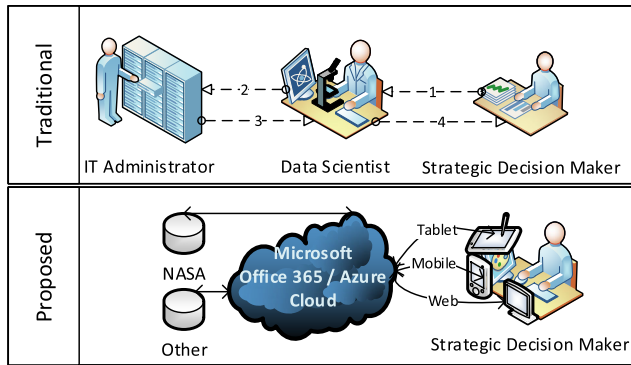 Traditional
2
1
3
4
IT Administrator
Data Scientist
Strategic Decision Maker
Proposed
NASA
Other
Microsoft
Office 365 / Azure
Cloud
Tablet
Mobile
Web
Strategic Decision Maker